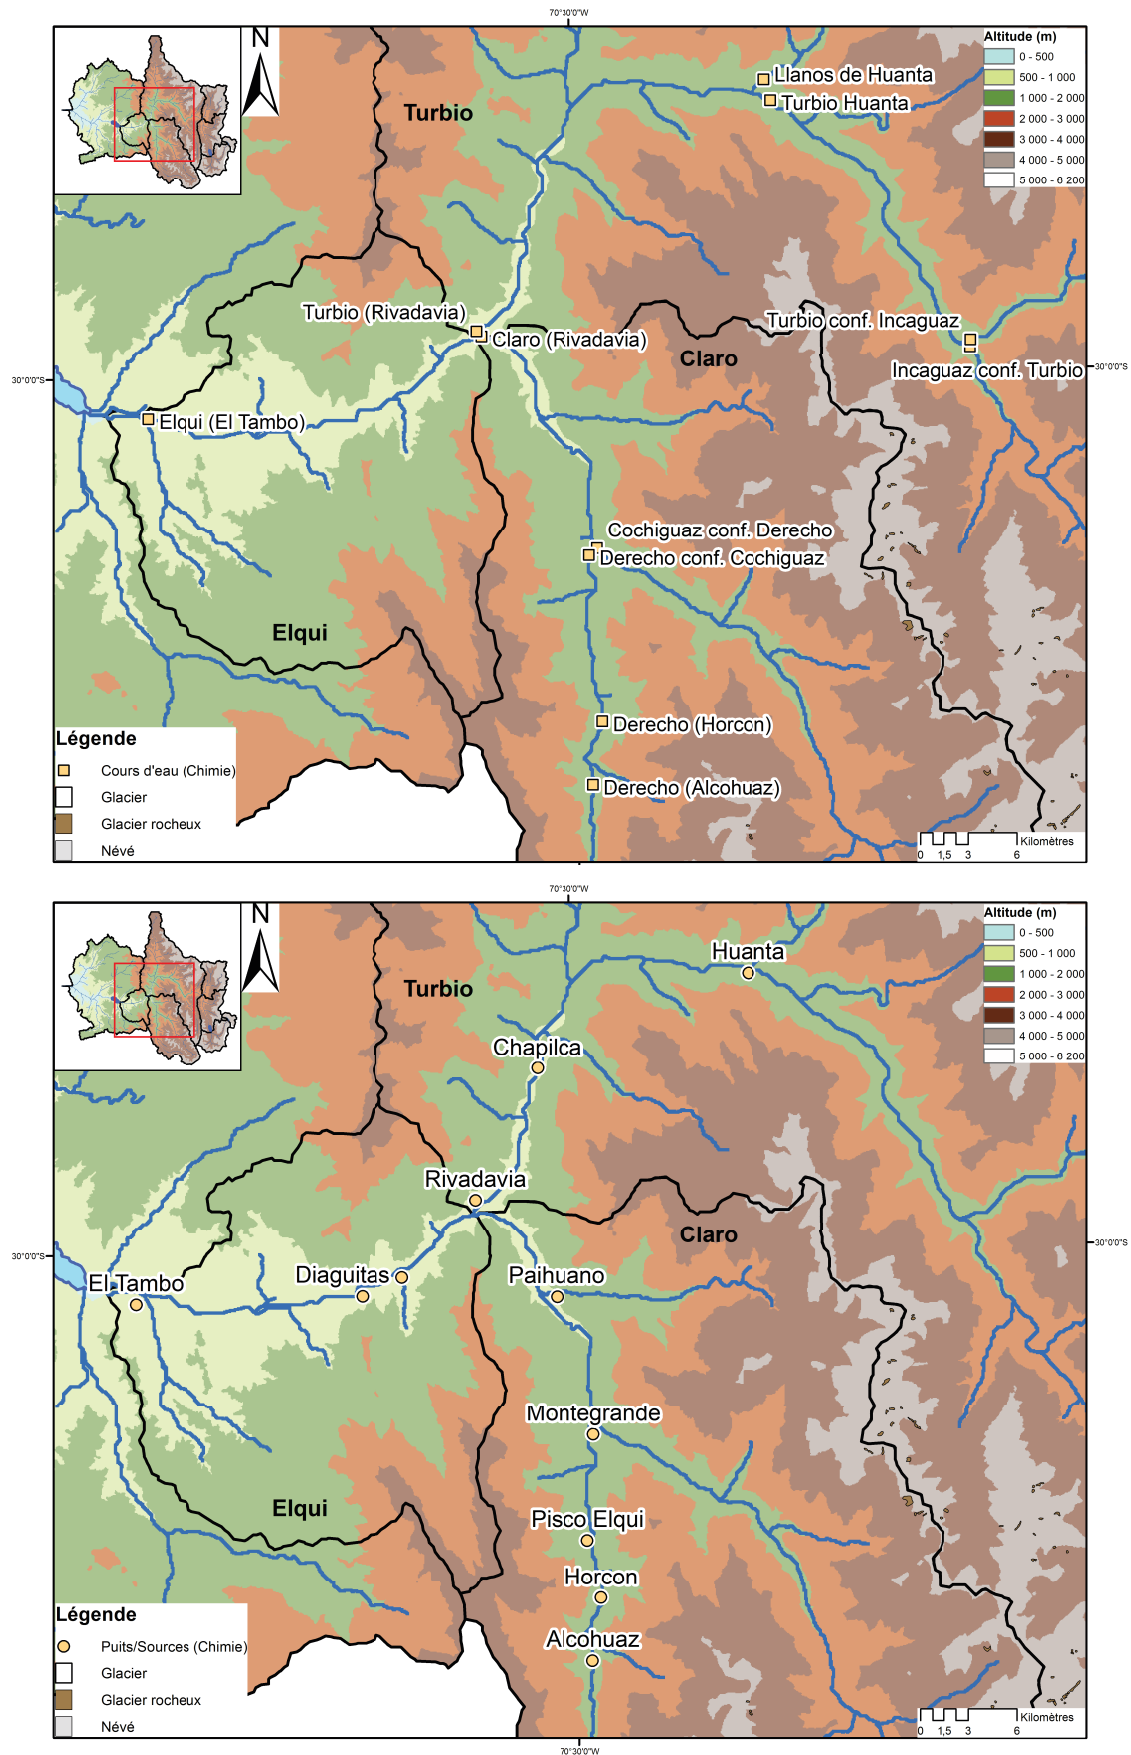 70°30'0"W
N
Altitude (m)
0 - 500
500 - 1 000
1 000 - 2 000
2 000 - 3 000
3 000 - 4 000
4 000 - 5 000
5 000 - 6 200
Llanos de Huanta
Turbio Huanta
Turbio
Turbio (Rivadavia)
Claro (Rivadavia)
Turbio conf. Incaguaz
Claro
Incaguaz conf. Turbio
30°0'0"S
30°0'0"S
Elqui (El Tambo)
Cochiguaz conf. Derecho
Derecho conf. Cochiguaz
Elqui
Derecho (Horcon)
Derecho (Alcohuaz)
Légende
Cours d'eau (Chimie)
Glacier
Glacier rocheux
Névé
Kilomètres
0 1,5 3 6
70°30'0"W
N
Altitude (m)
0 - 500
500 - 1 000
1 000 - 2 000
2 000 - 3 000
3 000 - 4 000
4 000 - 5 000
5 000 - 6 200
Huanta
Turbio
Chapilca
Rivadavia
Claro
30°0'0"S
30°0'0"S
El Tambo
Diaguitas
Paihuano
Montegrande
Elqui
Pisco Elqui
Horcon
Alcohuaz
Légende
Puits/Sources (Chimie)
Glacier
Glacier rocheux
Névé
Kilomètres
0 1,5 3 6
70°30'0"W